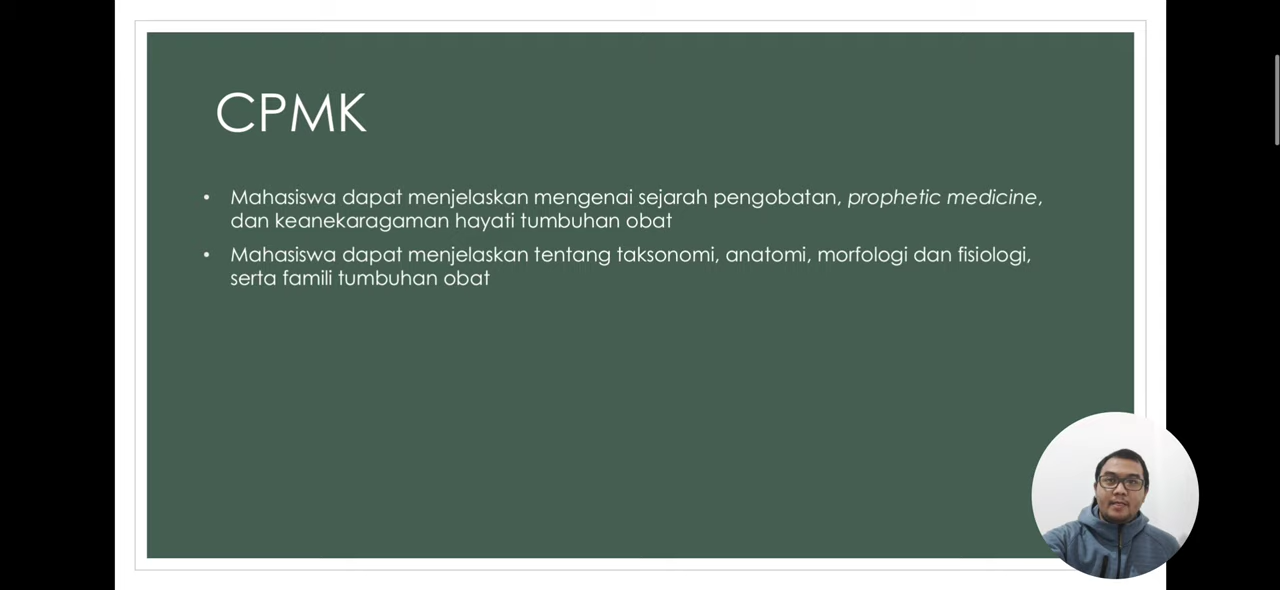 CPMK
• Mahasiswa dapat menjelaskan mengenai sejarah pengobatan, prophetic medicine,
dan keanekaragaman hayati tumbuhan obat
• Mahasiswa dapat menjelaskan tentang taksonomi, anatomi, morfologi dan fisiologi,
serta famili tumbuhan obat